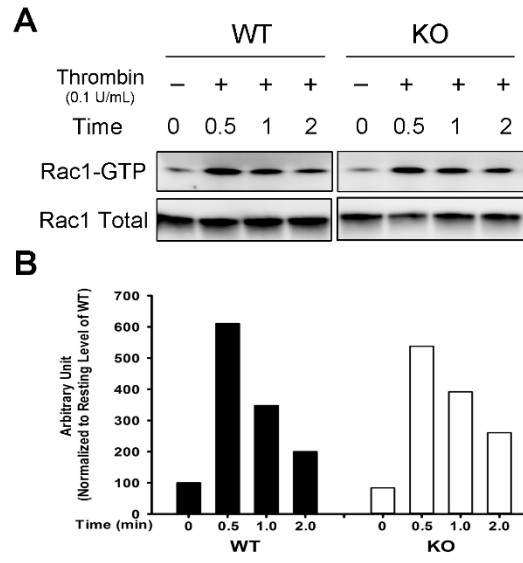 A
WT KO
Thrombin − + + + − + + +
(0.1 U/mL)
Time 0 0.5 1 2 0 0.5 1 2
Rac1-GTP
Rac1 Total
B
Arbitrary Unit
(Normalized to Resting Level of WT)
700
600
500
400
300
200
100
0
Time (min) 0 0.5 1.0 2.0 0 0.5 1.0 2.0
WT KO